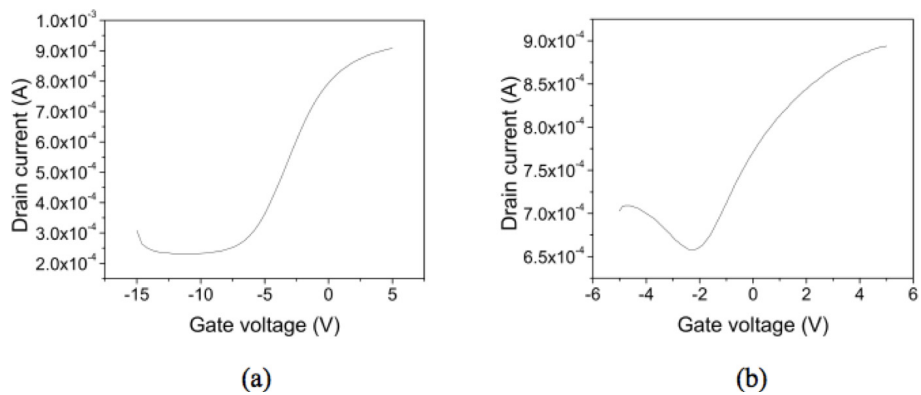 1.0x10⁻³
9.0x10⁻⁴
8.0x10⁻⁴
7.0x10⁻⁴
6.0x10⁻⁴
5.0x10⁻⁴
4.0x10⁻⁴
3.0x10⁻⁴
2.0x10⁻⁴
Drain current (A)
-15 -10 -5 0 5
Gate voltage (V)
(a)
9.0x10⁻⁴
8.5x10⁻⁴
8.0x10⁻⁴
7.5x10⁻⁴
7.0x10⁻⁴
6.5x10⁻⁴
Drain current (A)
-6 -4 -2 0 2 4 6
Gate voltage (V)
(b)